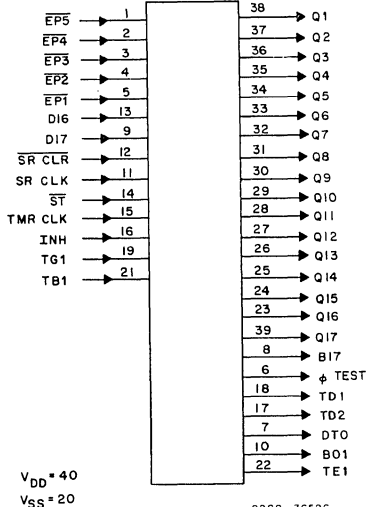 EP5 1 38 Q1
EP4 2 37 Q2
EP3 3 36 Q3
EP2 4 35 Q4
EP1 5 34 Q5
DI6 13 33 Q6
DI7 9 32 Q7
SR CLR 12 31 Q8
SR CLK 11 30 Q9
ST 14 29 Q10
TMR CLK 15 28 Q11
INH 16 27 Q12
TG1 19 26 Q13
TB1 21 25 Q14
24 Q15
23 Q16
39 Q17
8 B17
6 ϕ TEST
18 TD1
17 TD2
7 DTO
10 BO1
22 TE1
VDD = 40
VSS = 20